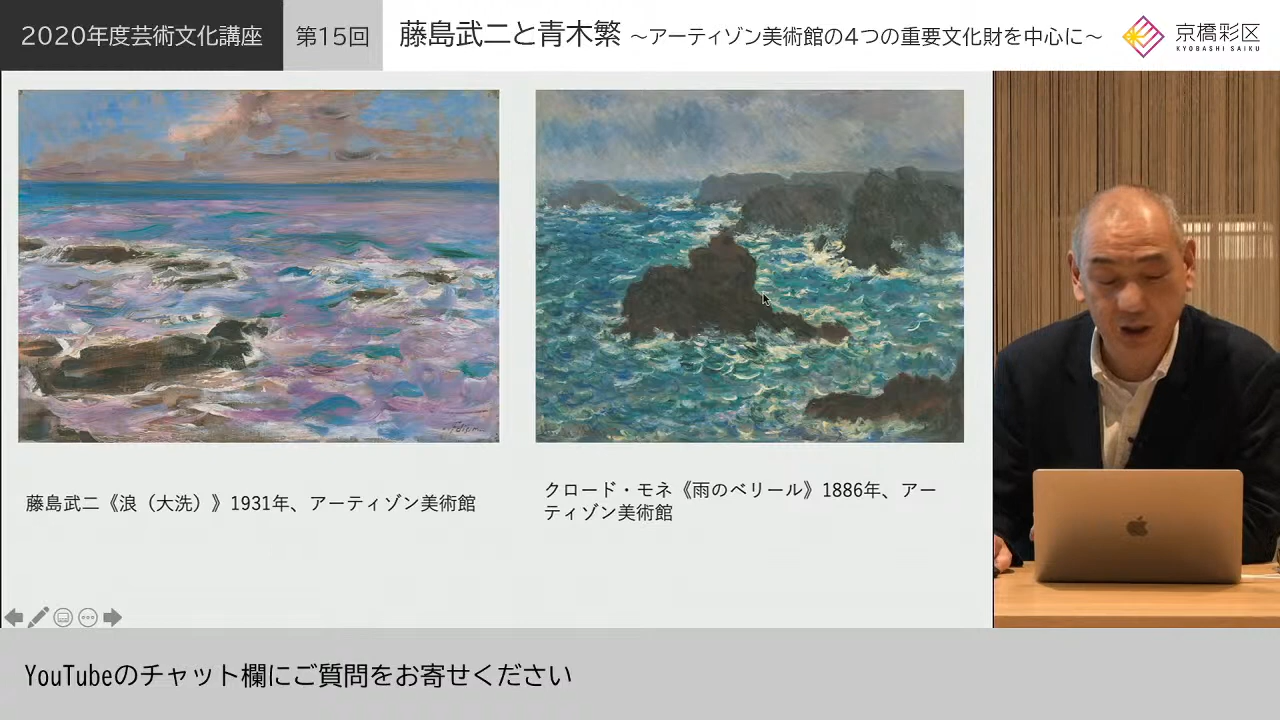 2020年度芸術文化講座
第15回
藤島武二と青木繁 ～アーティゾン美術館の4つの重要文化財を中心に～
京橋彩区
KYOBASHI SAIKU
藤島武二《浪（大洗）》1931年、アーティゾン美術館
クロード・モネ《雨のベリール》1886年、アー
ティゾン美術館
YouTubeのチャット欄にご質問をお寄せください